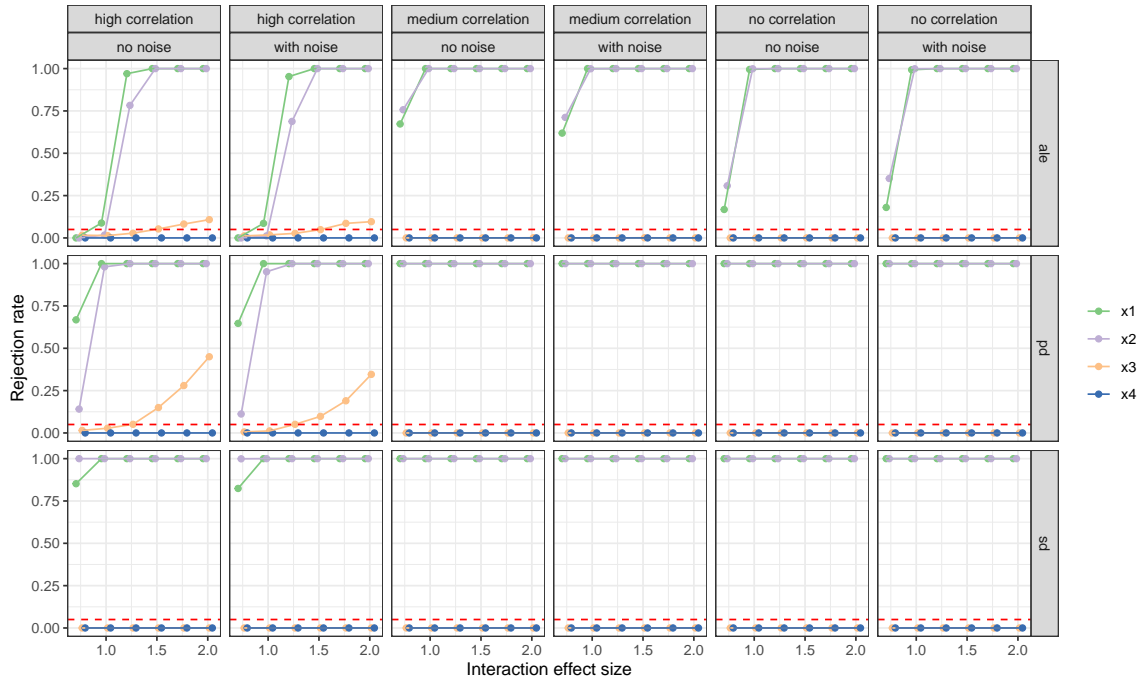 high correlation high correlation medium correlation medium correlation no correlation no correlation
no noise with noise no noise with noise no noise with noise
1.00
0.75
0.50
0.25
0.00
ale
1.00
0.75
0.50
0.25
0.00
pd
1.00
0.75
0.50
0.25
0.00
sd
Rejection rate
1.0 1.5 2.0 1.0 1.5 2.0 1.0 1.5 2.0 1.0 1.5 2.0 1.0 1.5 2.0 1.0 1.5 2.0
Interaction effect size
x1
x2
x3
x4